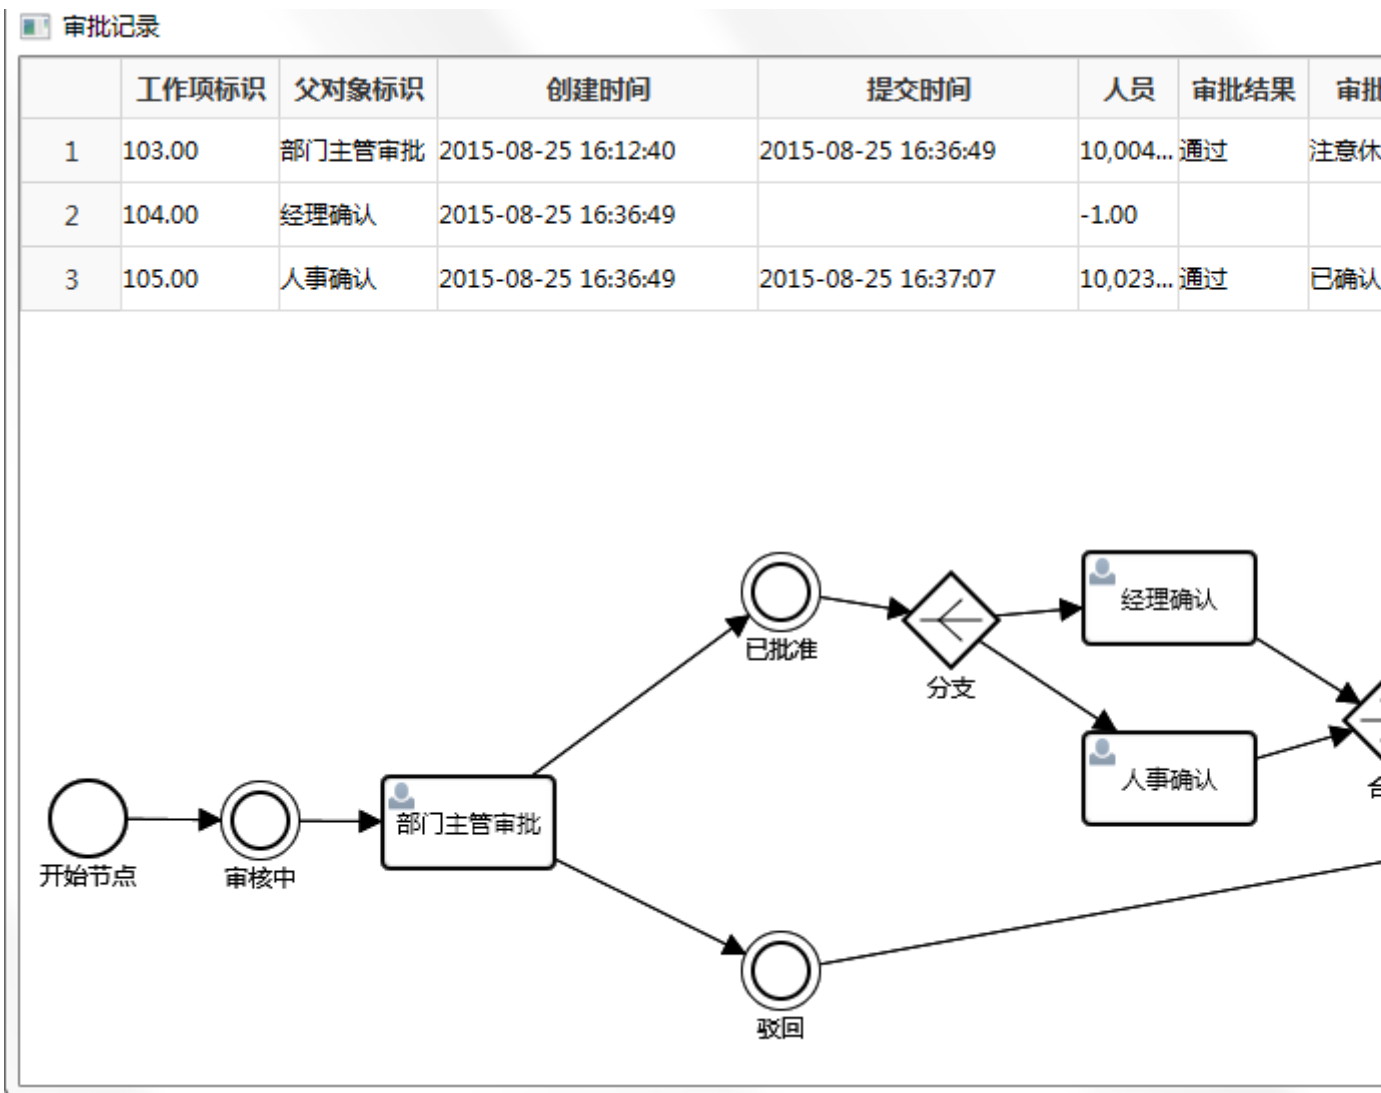 审批记录
工作项标识 父对象标识 创建时间 提交时间 人员 审批结果 审批
1 103.00 部门主管审批 2015-08-25 16:12:40 2015-08-25 16:36:49 10,004... 通过 注意休
2 104.00 经理确认 2015-08-25 16:36:49 -1.00
3 105.00 人事确认 2015-08-25 16:36:49 2015-08-25 16:37:07 10,023... 通过 已确认
经理确认
已批准
分支
人事确认
部门主管审批
开始节点
审核中
驳回